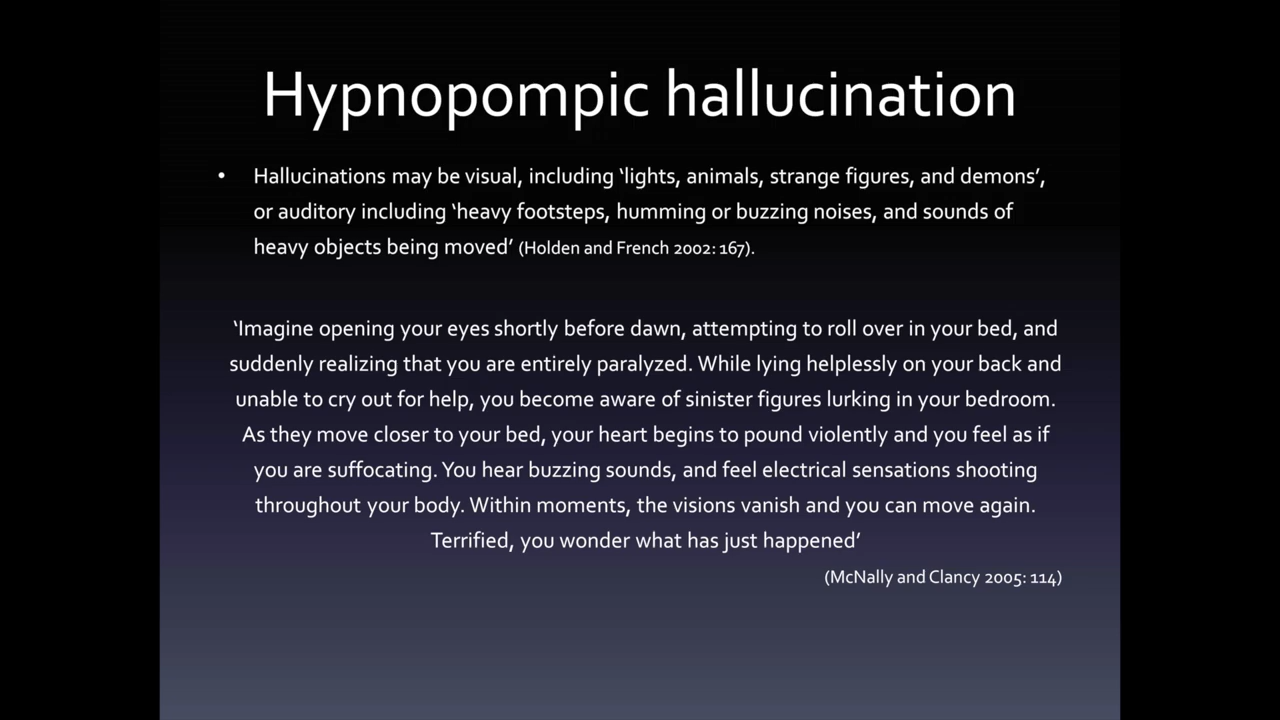 Hypnopompic hallucination
• Hallucinations may be visual, including ‘lights, animals, strange figures, and demons’,
or auditory including ‘heavy footsteps, humming or buzzing noises, and sounds of
heavy objects being moved’ (Holden and French 2002: 167).
‘Imagine opening your eyes shortly before dawn, attempting to roll over in your bed, and
suddenly realizing that you are entirely paralyzed. While lying helplessly on your back and
unable to cry out for help, you become aware of sinister figures lurking in your bedroom.
As they move closer to your bed, your heart begins to pound violently and you feel as if
you are suffocating. You hear buzzing sounds, and feel electrical sensations shooting
throughout your body. Within moments, the visions vanish and you can move again.
Terrified, you wonder what has just happened’
(McNally and Clancy 2005: 114)